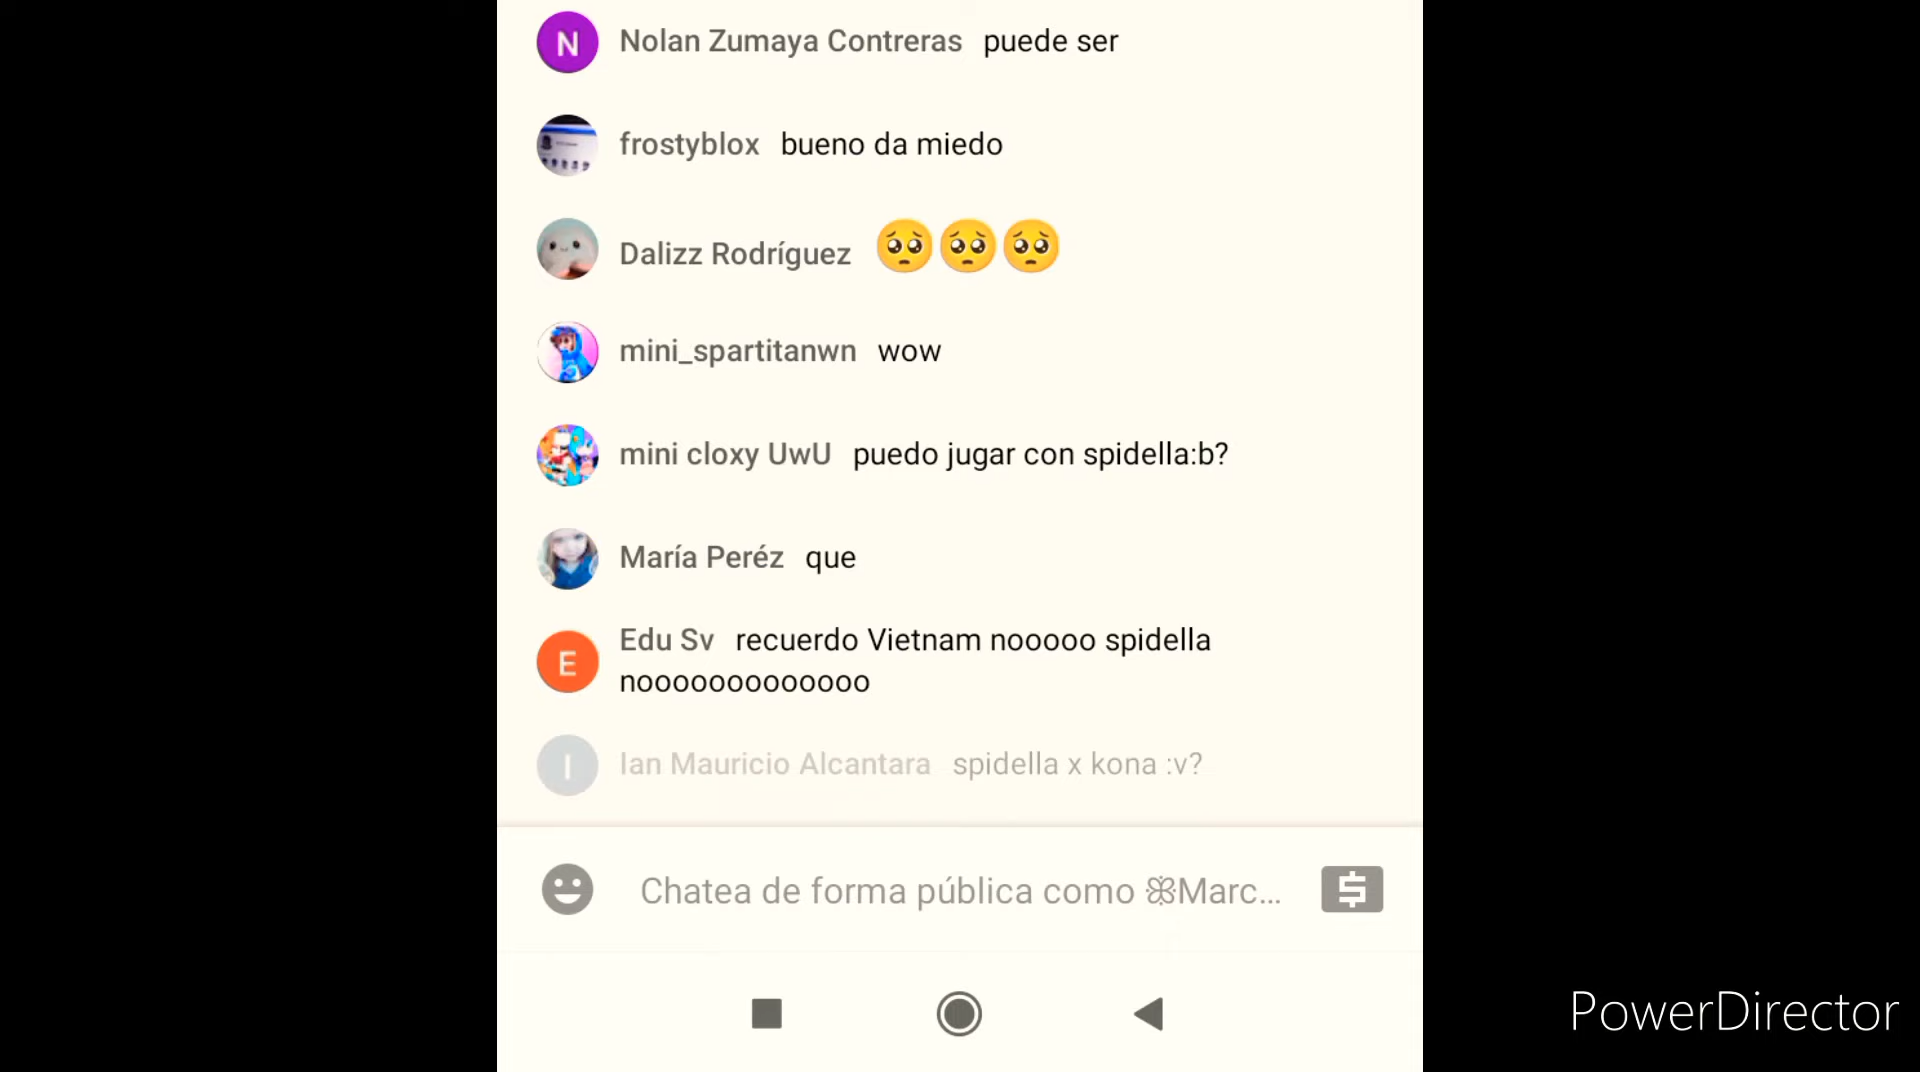 N Nolan Zumaya Contreras puede ser
frostyblox bueno da miedo
Dalizz Rodríguez 🥺🥺🥺
mini_spartitanwn wow
mini cloxy UwU puedo jugar con spidella:b?
María Peréz que
E Edu Sv recuerdo Vietnam nooooo spidella
nooooooooooooo
I Ian Mauricio Alcantara spidella x kona :v?
Chatea de forma pública como ꕥMarc...
PowerDirector